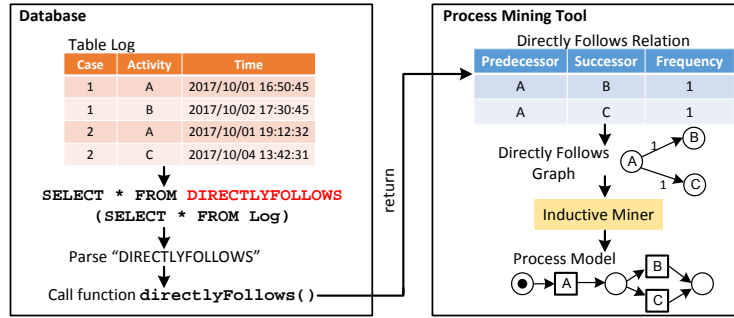 Database
Table Log
Case Activity Time
1 A 2017/10/01 16:50:45
1 B 2017/10/02 17:30:45
2 A 2017/10/01 19:12:32
2 C 2017/10/04 13:42:31
SELECT * FROM DIRECTLYFOLLOWS
(SELECT * FROM Log)
Parse “DIRECTLYFOLLOWS”
Call function directlyFollows()
return
Process Mining Tool
Directly Follows Relation
Predecessor Successor Frequency
A B 1
A C 1
Directly Follows
Graph
A
1
B
1
C
Inductive Miner
Process Model
A
B
C